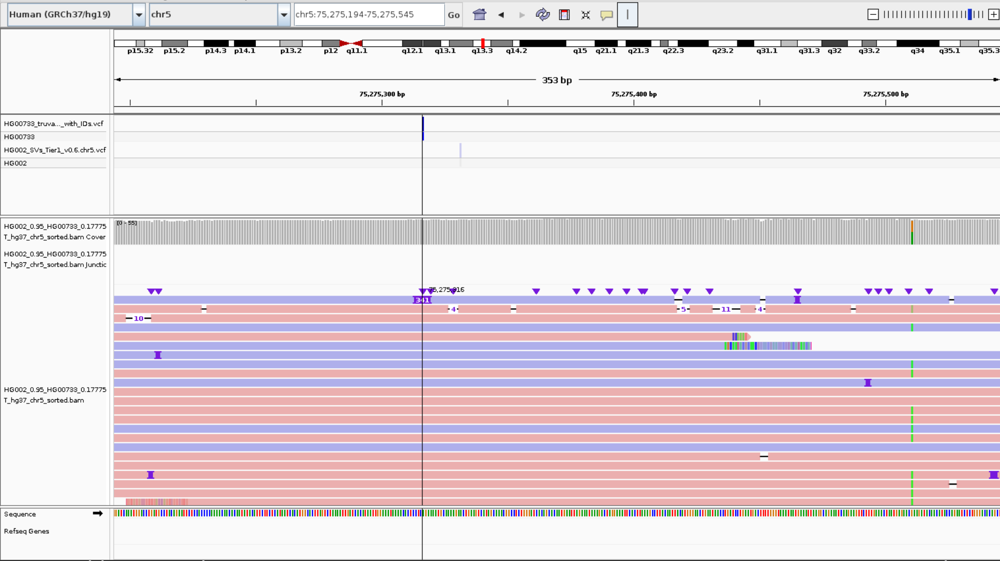 Human (GRCh37/hg19) chr5 chr5:75,275,194-75,275,545 Go
p15.32 p15.2 p14.3 p14.1 p13.2 p12 q11.1 q12.1 q13.1 q13.3 q14.2 q15 q21.1 q21.3 q22.3 q23.2 q31.1 q31.3 q32 q33.2 q34 q35.1 q35.3
353 bp
75,275,300 bp 75,275,400 bp 75,275,500 bp
HG00733_truva..._with_IDs.vcf
HG00733
HG002_SVs_Tier1_v0.6.chr5.vcf
HG002
[0 - 55]
HG002_0.95_HG00733_0.17775
T_hg37_chr5_sorted.bam Cover
HG002_0.95_HG00733_0.17775
T_hg37_chr5_sorted.bam Junctic
75,275,316
341
4 5 11 4
10
HG002_0.95_HG00733_0.17775
T_hg37_chr5_sorted.bam
Sequence
Refseq Genes